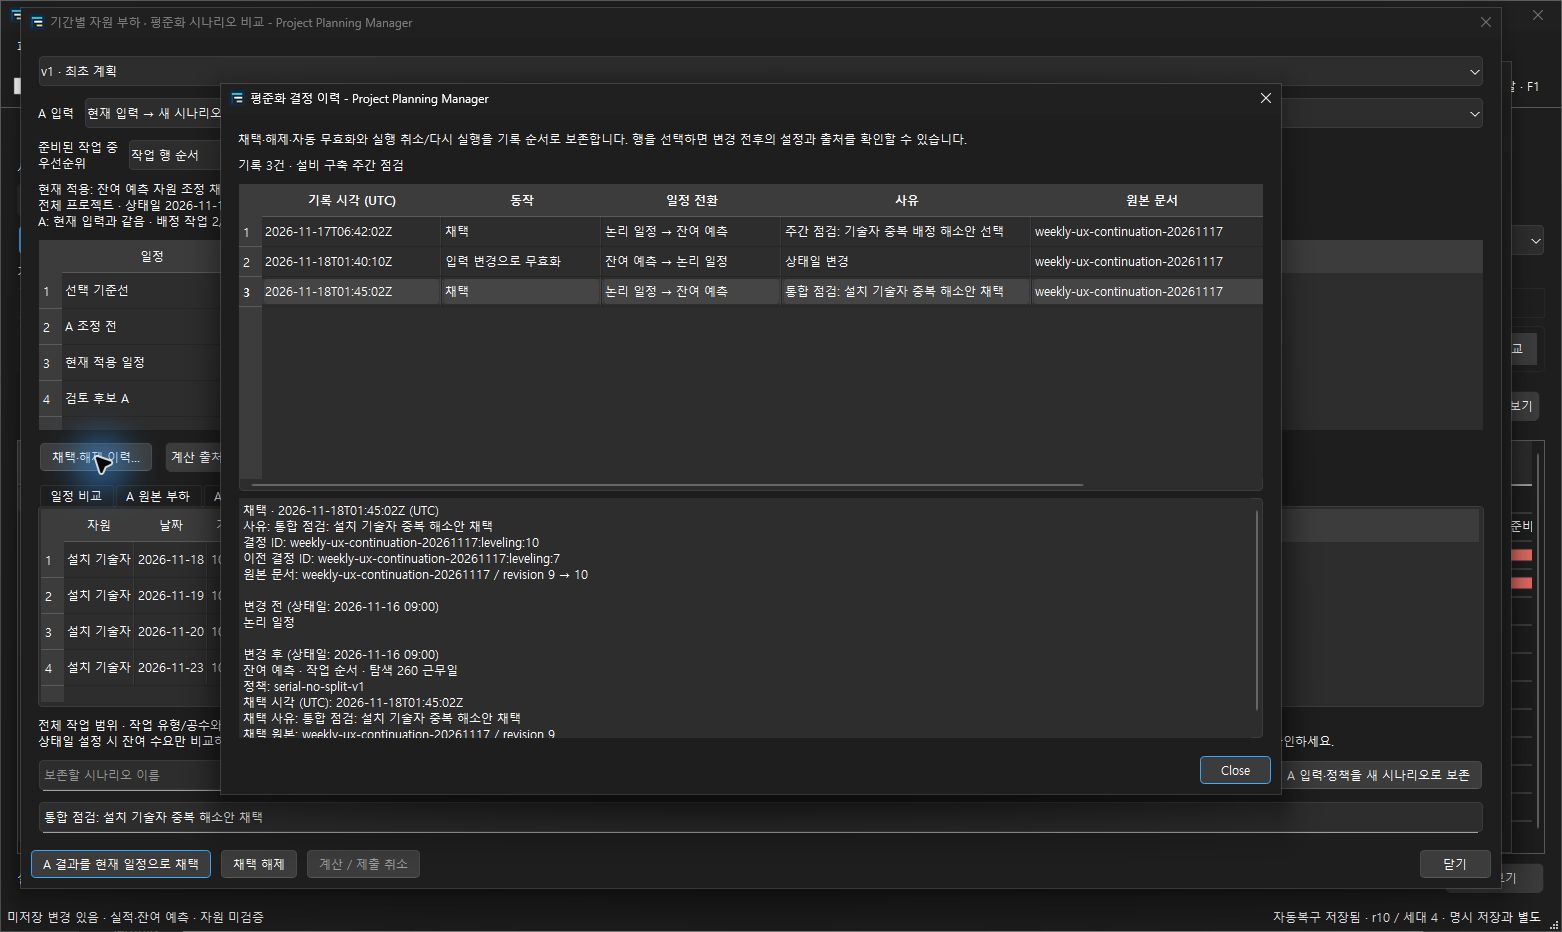 기간별 자원 부하 · 평준화 시나리오 비교 - Project Planning Manager
v1 · 최초 계획
A 입력 현재 입력 → 새 시나리오
· F1
준비된 작업 중 우선순위 작업 행 순서
현재 적용: 잔여 예측 자원 조정 채
전체 프로젝트 · 상태일 2026-11-1
A: 현재 입력과 같음 · 배정 작업 2/
일정
1 선택 기준선
2 A 조정 전
3 현재 적용 일정
4 검토 후보 A
교
보기
채택·해제 이력... 계산 출처
일정 비교 A 원본 부하 A
자원 날짜
1 설치 기술자 2026-11-18 10
2 설치 기술자 2026-11-19 10
3 설치 기술자 2026-11-20 10
4 설치 기술자 2026-11-23 10
준비
전체 작업 범위 · 작업 유형/공수와
상태일 설정 시 잔여 수요만 비교하
인하세요.
보존할 시나리오 이름
A 입력·정책을 새 시나리오로 보존
통합 점검: 설치 기술자 중복 해소안 채택
A 결과를 현재 일정으로 채택 채택 해제 계산 / 제출 취소 닫기
기
미저장 변경 있음 · 실적·잔여 예측 · 자원 미검증
자동복구 저장됨 · r10 / 세대 4 · 명시 저장과 별도
평준화 결정 이력 - Project Planning Manager
채택·해제·자동 무효화와 실행 취소/다시 실행을 기록 순서로 보존합니다. 행을 선택하면 변경 전후의 설정과 출처를 확인할 수 있습니다.
기록 3건 · 설비 구축 주간 점검
기록 시각 (UTC) 동작 일정 전환 사유 원본 문서
1 2026-11-17T06:42:02Z 채택 논리 일정 → 잔여 예측 주간 점검: 기술자 중복 배정 해소안 선택 weekly-ux-continuation-20261117
2 2026-11-18T01:40:10Z 입력 변경으로 무효화 잔여 예측 → 논리 일정 상태일 변경 weekly-ux-continuation-20261117
3 2026-11-18T01:45:02Z 채택 논리 일정 → 잔여 예측 통합 점검: 설치 기술자 중복 해소안 채택 weekly-ux-continuation-20261117
채택 · 2026-11-18T01:45:02Z (UTC)
사유: 통합 점검: 설치 기술자 중복 해소안 채택
결정 ID: weekly-ux-continuation-20261117:leveling:10
이전 결정 ID: weekly-ux-continuation-20261117:leveling:7
원본 문서: weekly-ux-continuation-20261117 / revision 9 → 10
변경 전 (상태일: 2026-11-16 09:00)
논리 일정
변경 후 (상태일: 2026-11-16 09:00)
잔여 예측 · 작업 순서 · 탐색 260 근무일
정책: serial-no-split-v1
채택 시각 (UTC): 2026-11-18T01:45:02Z
채택 사유: 통합 점검: 설치 기술자 중복 해소안 채택
채택 원본: weekly-ux-continuation-20261117 / revision 9
Close